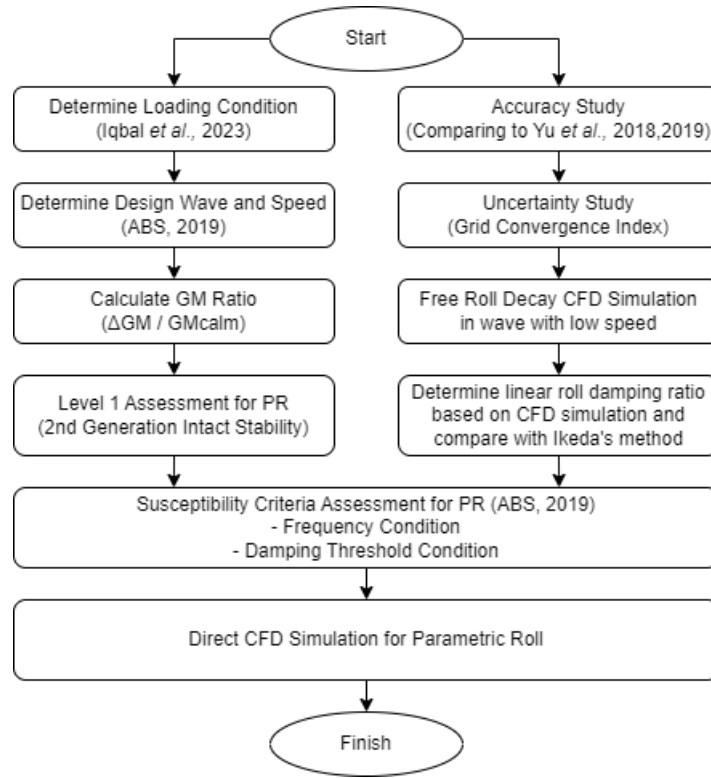 Start
Determine Loading Condition
(Iqbal et al., 2023)
Determine Design Wave and Speed
(ABS, 2019)
Calculate GM Ratio
(ΔGM / GMcalm)
Level 1 Assessment for PR
(2nd Generation Intact Stability)
Accuracy Study
(Comparing to Yu et al., 2018,2019)
Uncertainty Study
(Grid Convergence Index)
Free Roll Decay CFD Simulation
in wave with low speed
Determine linear roll damping ratio
based on CFD simulation and
compare with Ikeda's method
Susceptibility Criteria Assessment for PR (ABS, 2019)
- Frequency Condition
- Damping Threshold Condition
Direct CFD Simulation for Parametric Roll
Finish